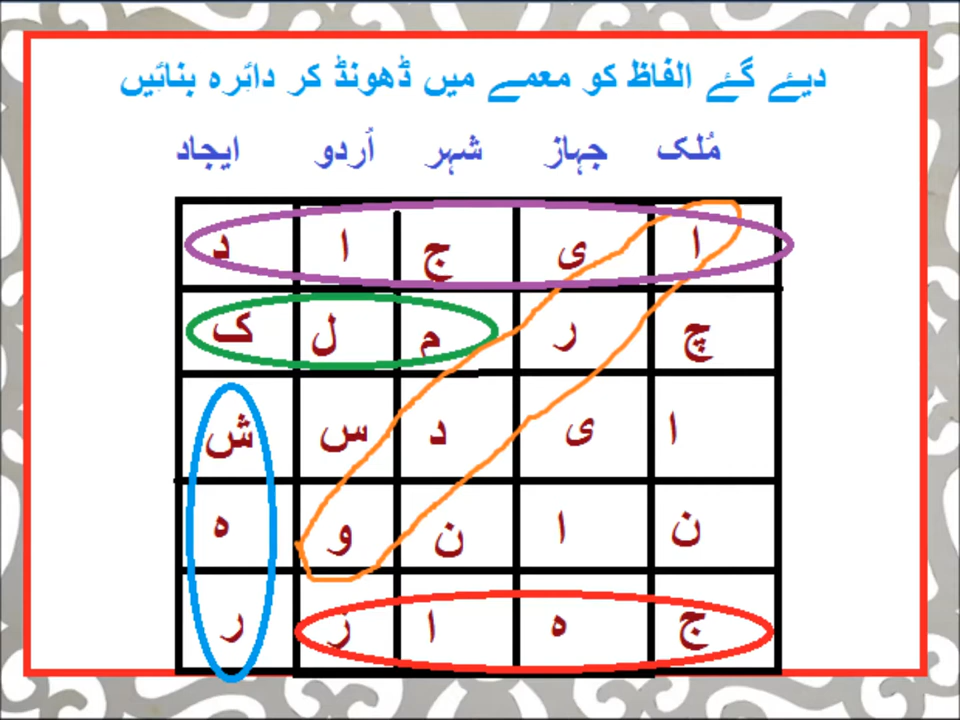 دیئے گئے الفاظ کو معمے میں ڈھونڈ کر دائرہ بنائیں
مُلک جہاز شہر اُردو ایجاد
ا ی ج ا د
چ ر م ل ک
ا ی د س ش
ن ا ن و ہ
ج ہ ا ز ر